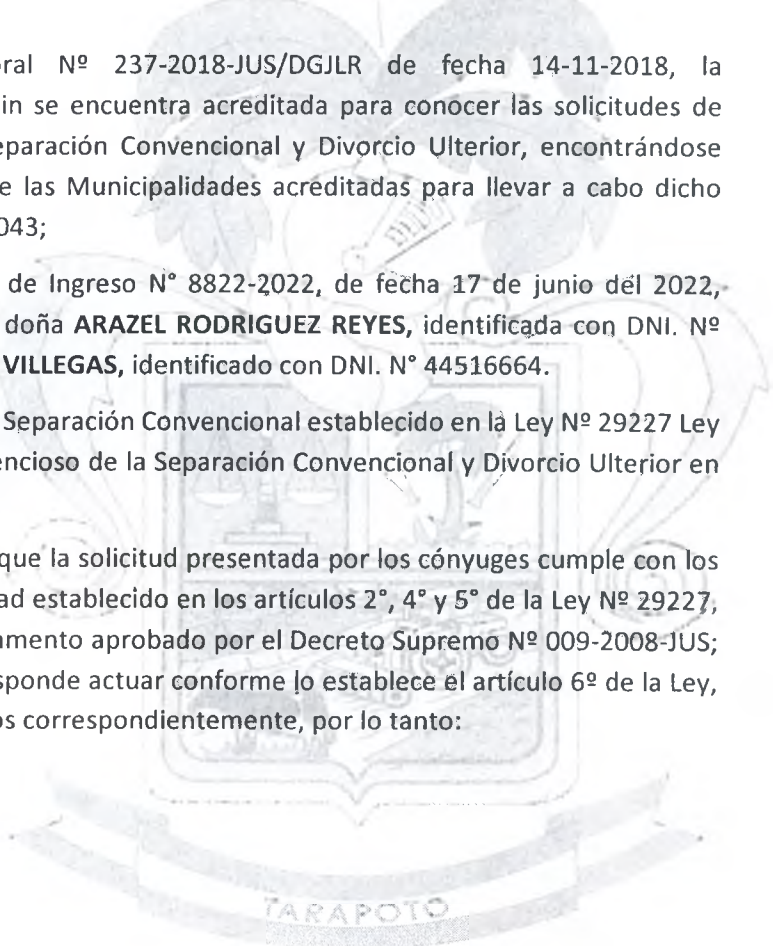 oral Nº 237-2018-JUS/DGJLR de fecha 14-11-2018, la
in se encuentra acreditada para conocer las solicitudes de
eparación Convencional y Divorcio Ulterior, encontrándose
e las Municipalidades acreditadas para llevar a cabo dicho
043;
de Ingreso N° 8822-2022, de fecha 17 de junio del 2022,
doña ARAZEL RODRIGUEZ REYES, identificada con DNI. Nº
VILLEGAS, identificado con DNI. N° 44516664.
Separación Convencional establecido en la Ley Nº 29227 Ley
encioso de la Separación Convencional y Divorcio Ulterior en
que la solicitud presentada por los cónyuges cumple con los
ad establecido en los artículos 2°, 4° y 5° de la Ley Nº 29227,
amento aprobado por el Decreto Supremo Nº 009-2008-JUS;
sponde actuar conforme lo establece el artículo 6º de la Ley,
os correspondientemente, por lo tanto:
TARAPOTO